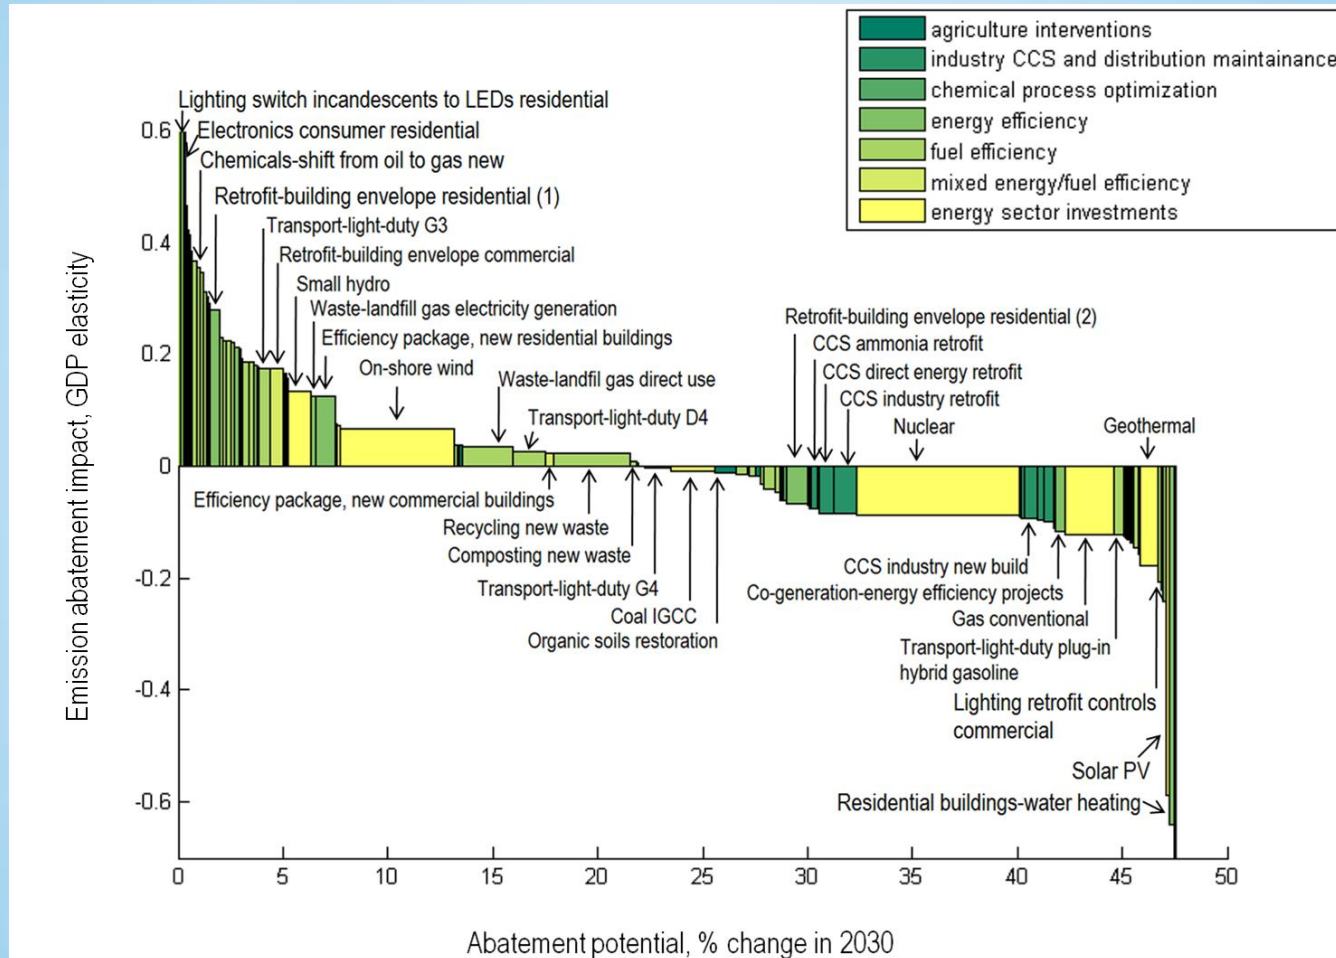 agriculture interventions
industry CCS and distribution maintainance
chemical process optimization
energy efficiency
fuel efficiency
mixed energy/fuel efficiency
energy sector investments
Lighting switch incandescents to LEDs residential
Electronics consumer residential
Chemicals-shift from oil to gas new
Retrofit-building envelope residential (1)
Transport-light-duty G3
Retrofit-building envelope commercial
Small hydro
Waste-landfill gas electricity generation
Efficiency package, new residential buildings
On-shore wind
Waste-landfil gas direct use
Transport-light-duty D4
Retrofit-building envelope residential (2)
CCS ammonia retrofit
CCS direct energy retrofit
CCS industry retrofit
Nuclear
Geothermal
Efficiency package, new commercial buildings
Recycling new waste
Composting new waste
Transport-light-duty G4
Coal IGCC
Organic soils restoration
CCS industry new build
Co-generation-energy efficiency projects
Gas conventional
Transport-light-duty plug-in
hybrid gasoline
Lighting retrofit controls
commercial
Solar PV
Residential buildings-water heating
Emission abatement impact, GDP elasticity
0.6
0.4
0.2
0
-0.2
-0.4
-0.6
0 5 10 15 20 25 30 35 40 45 50
Abatement potential, % change in 2030